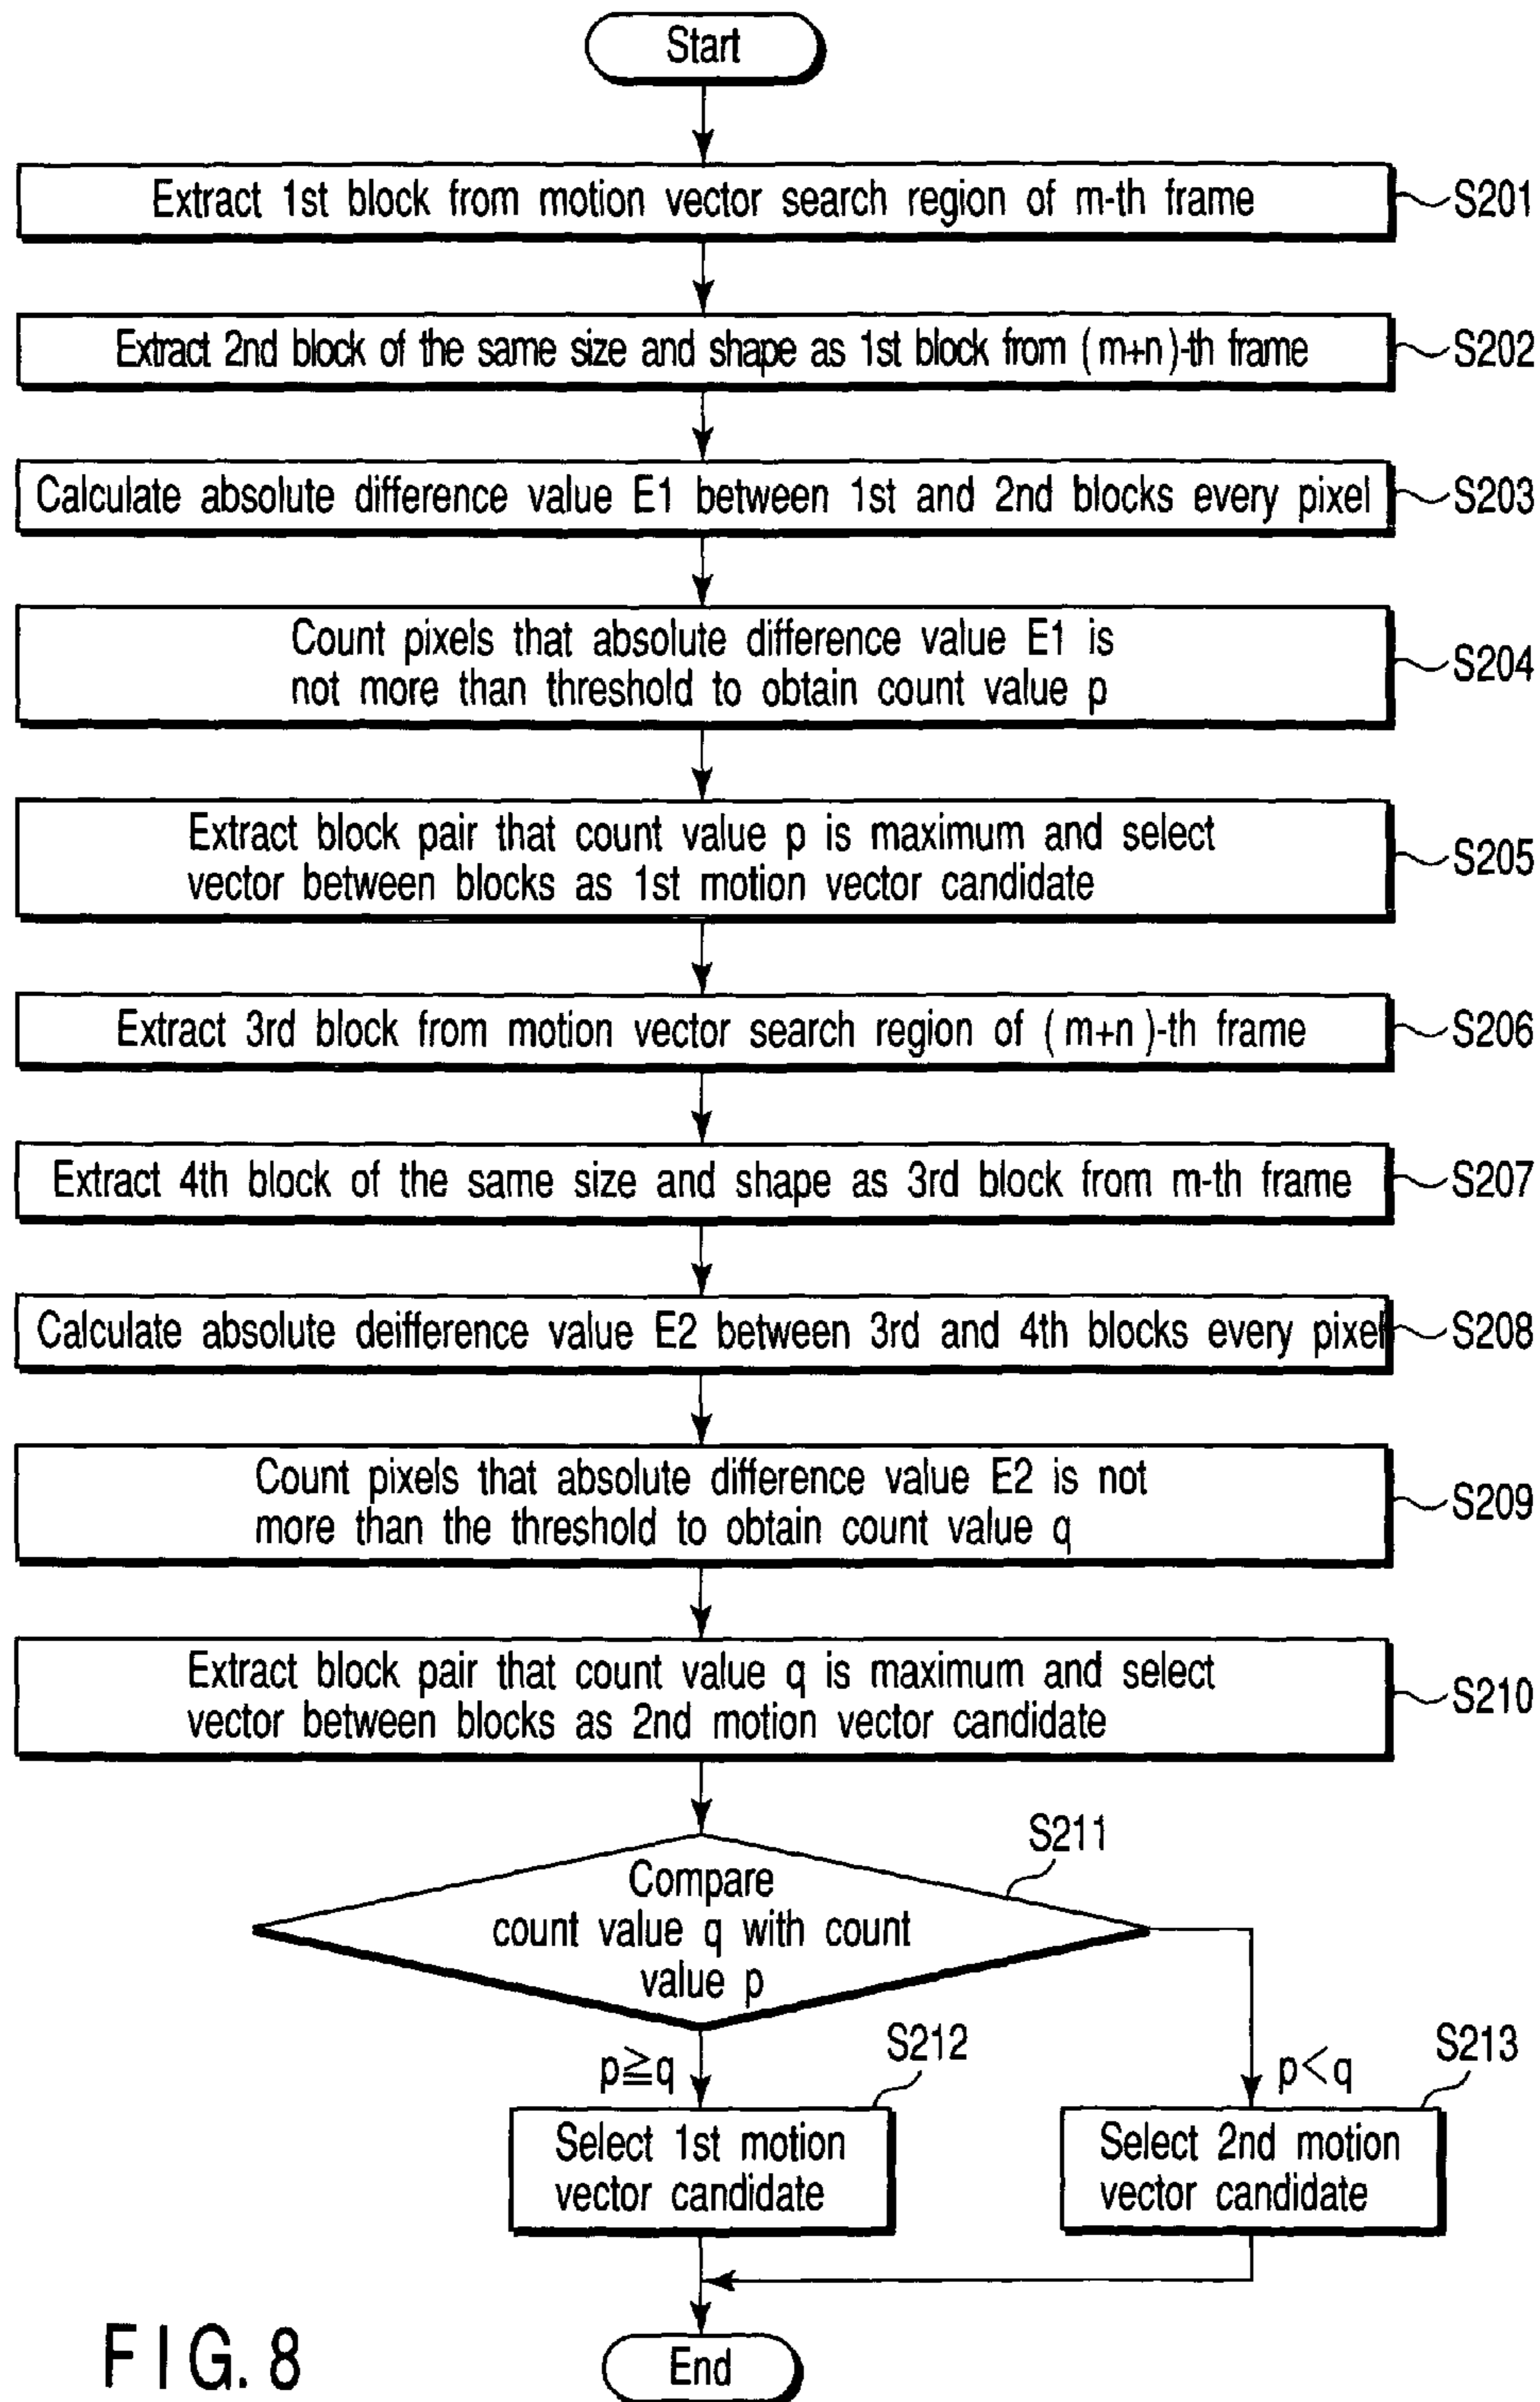 Start
Extract 1st block from motion vector search region of m-th frame
S201
Extract 2nd block of the same size and shape as 1st block from (m+n)-th frame
S202
Calculate absolute difference value E1 between 1st and 2nd blocks every pixel
S203
Count pixels that absolute difference value E1 is
not more than threshold to obtain count value p
S204
Extract block pair that count value p is maximum and select
vector between blocks as 1st motion vector candidate
S205
Extract 3rd block from motion vector search region of (m+n)-th frame
S206
Extract 4th block of the same size and shape as 3rd block from m-th frame
S207
Calculate absolute deifference value E2 between 3rd and 4th blocks every pixel
S208
Count pixels that absolute difference value E2 is not
more than the threshold to obtain count value q
S209
Extract block pair that count value q is maximum and select
vector between blocks as 2nd motion vector candidate
S210
S211
Compare
count value q with count
value p
p≧q
S212
p<q
S213
Select 1st motion
vector candidate
Select 2nd motion
vector candidate
End
FIG. 8